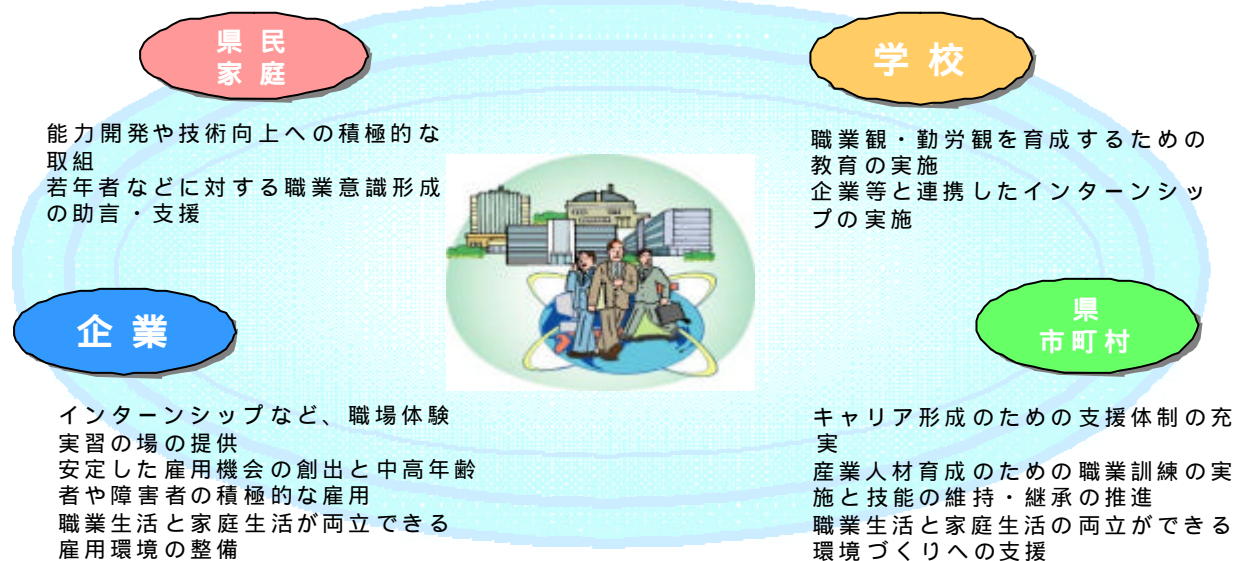 県民
家庭
能力開発や技術向上への積極的な
取組
若年者などに対する職業意識形成
の助言・支援
学校
職業観・勤労観を育成するための
教育の実施
企業等と連携したインターンシッ
プの実施
企業
インターンシップなど、職場体験
実習の場の提供
安定した雇用機会の創出と中高年齢
者や障害者の積極的な雇用
職業生活と家庭生活が両立できる
雇用環境の整備
県
市町村
キャリア形成のための支援体制の充
実
産業人材育成のための職業訓練の実
施と技能の維持・継承の推進
職業生活と家庭生活の両立ができる
環境づくりへの支援